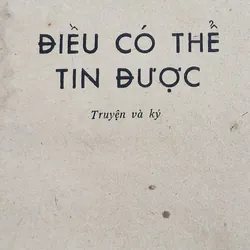 ĐIỀU CÓ THỂ
TIN ĐƯỢC
Truyện và ký